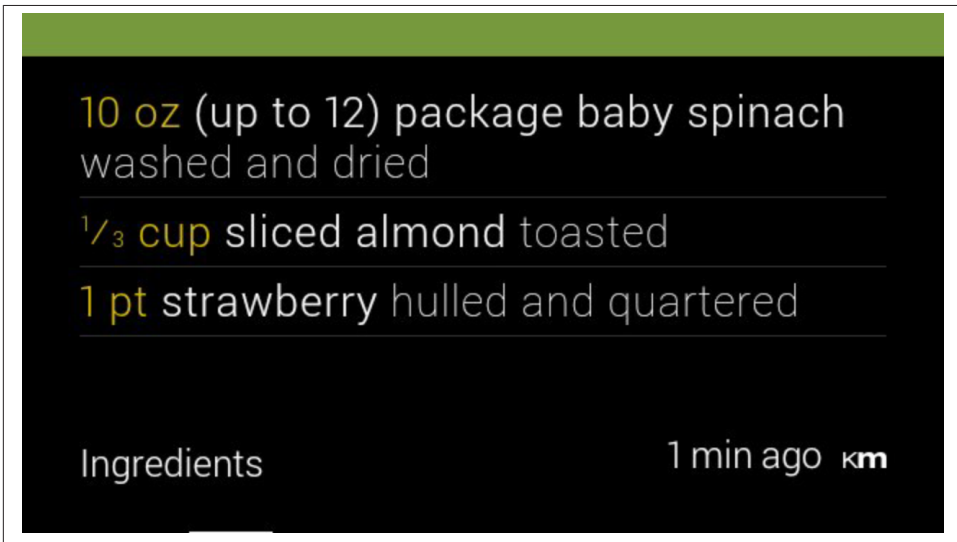 10 oz (up to 12) package baby spinach
washed and dried
1/3 cup sliced almond toasted
1 pt strawberry hulled and quartered
Ingredients
1 min ago км